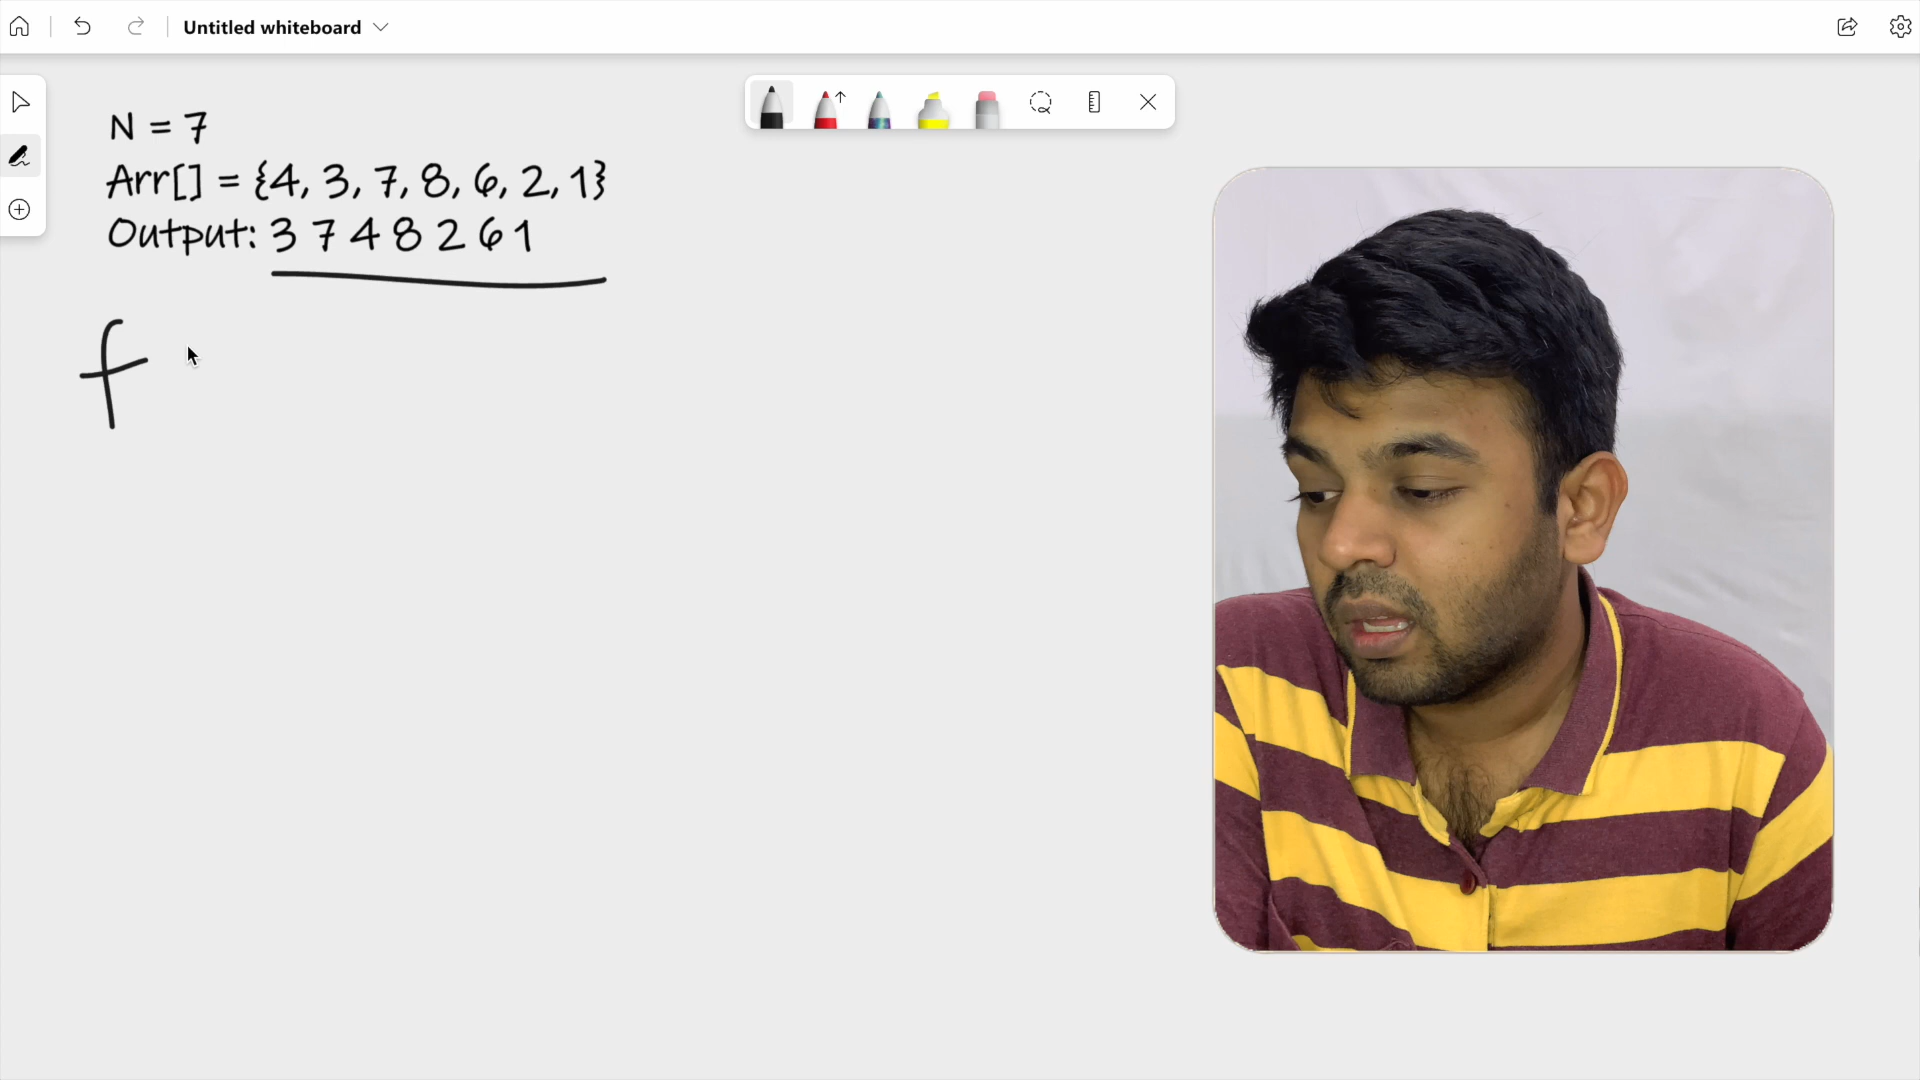 Untitled whiteboard
N = 7
Arr[] = {4, 3, 7, 8, 6, 2, 1}
Output: 3 7 4 8 2 6 1
f